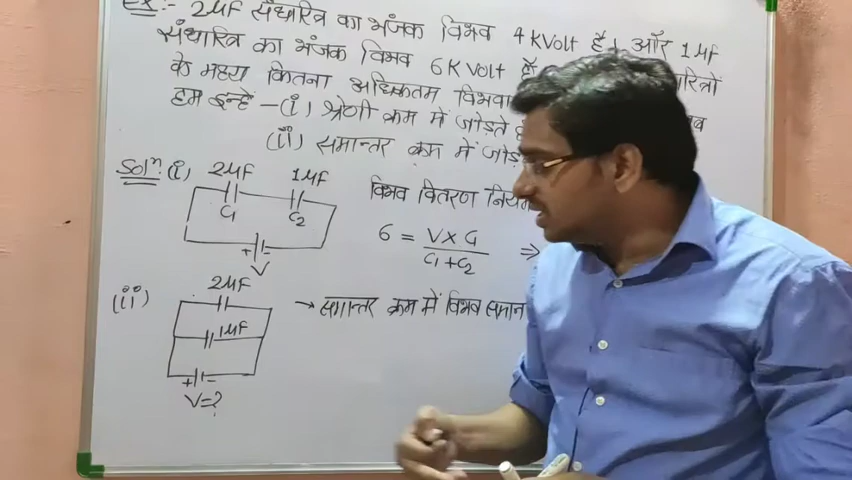 Ex:- 2μF संधारित्र का भंजक विभव 4 KVolt है। और 1μF
संधारित्र का भंजक विभव 6 K Volt है
के मध्य कितना अधिकतम विभवा
हम इन्हें - (i) श्रेणी क्रम में जोड़ते
(ii) समान्तर क्रम में जोड़
Solⁿ (i) 2μF 1μF
C₁ C₂
+ -
V
विभव वितरण नियम
6 = V×C₁ / C₁+C₂ ⇒
(ii) 2μF
1μF
+ -
V=?
→ समान्तर क्रम में विभव समान